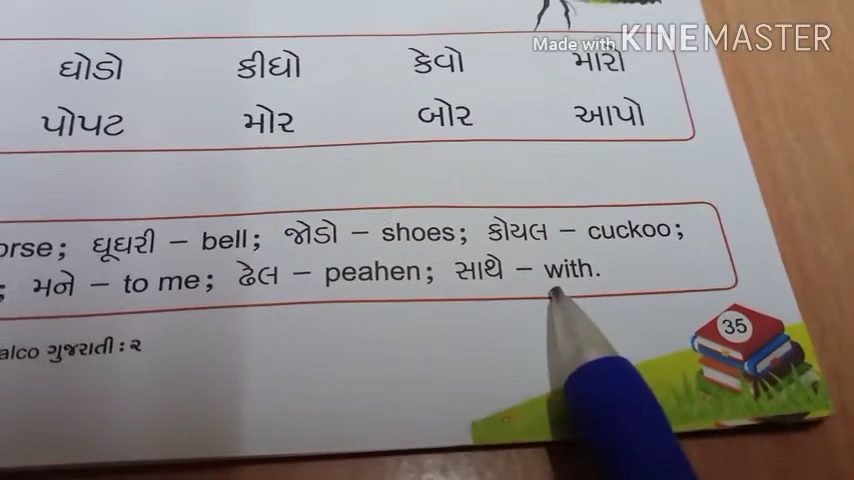 Made with KINEMASTER
ઘોડો કીધો કેવો મારો
પોપટ મોર બોર આપો
orse; ઘૂઘરી – bell; જોડો – shoes; કોયલ – cuckoo;
; મને – to me; ઢેલ – peahen; સાથે – with.
alco ગુજરાતી : ૨
35